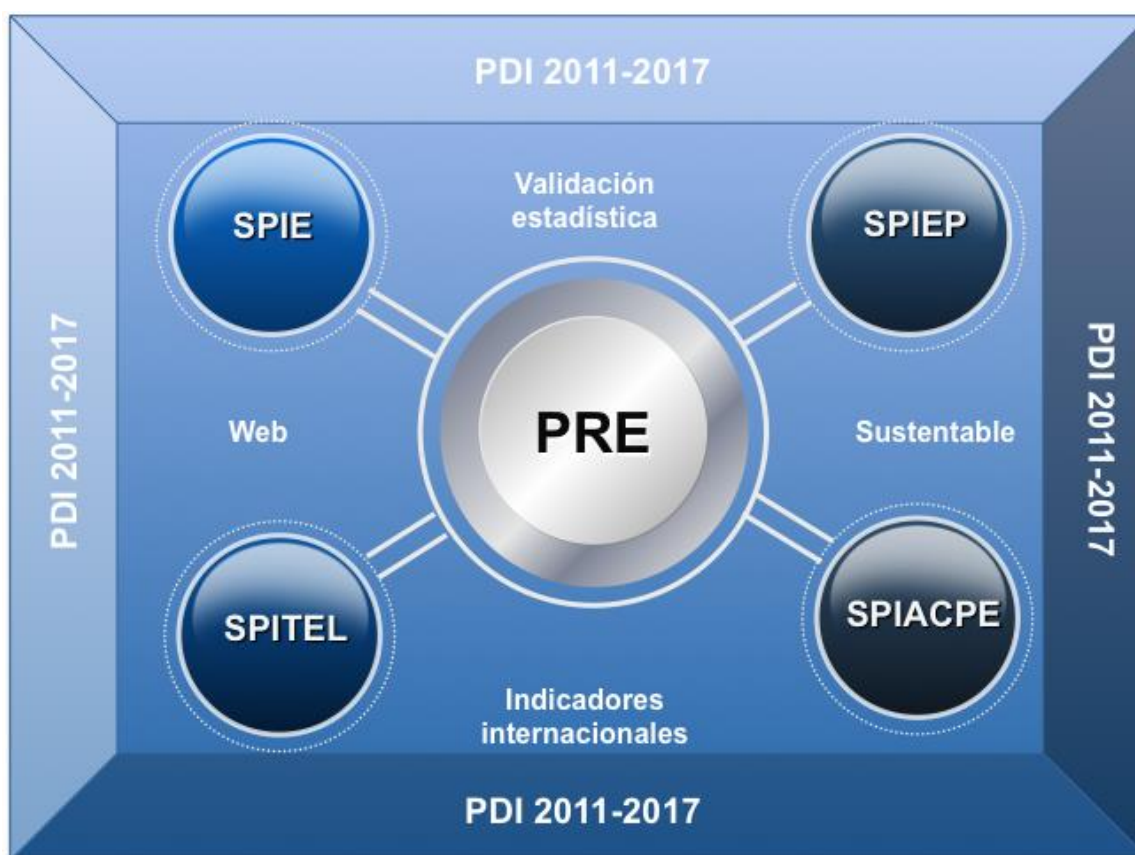 PDI 2011-2017
Validación
estadística
SPIE
SPIEP
PDI 2011-2017
Web
PRE
Sustentable
PDI 2011-2017
SPITEL
SPIACPE
Indicadores
internacionales
PDI 2011-2017